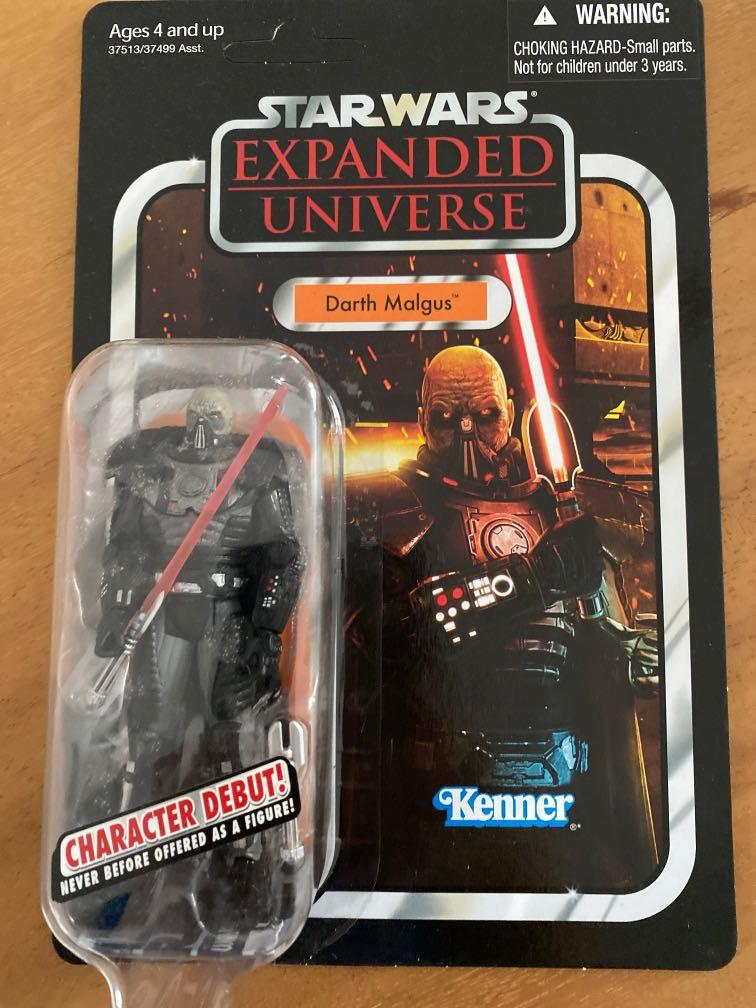 Ages 4 and up
37513/37499 Asst.
WARNING:
CHOKING HAZARD-Small parts.
Not for children under 3 years.
STAR WARS®
EXPANDED
UNIVERSE
Darth Malgus™
Kenner®
CHARACTER DEBUT!
NEVER BEFORE OFFERED AS A FIGURE!